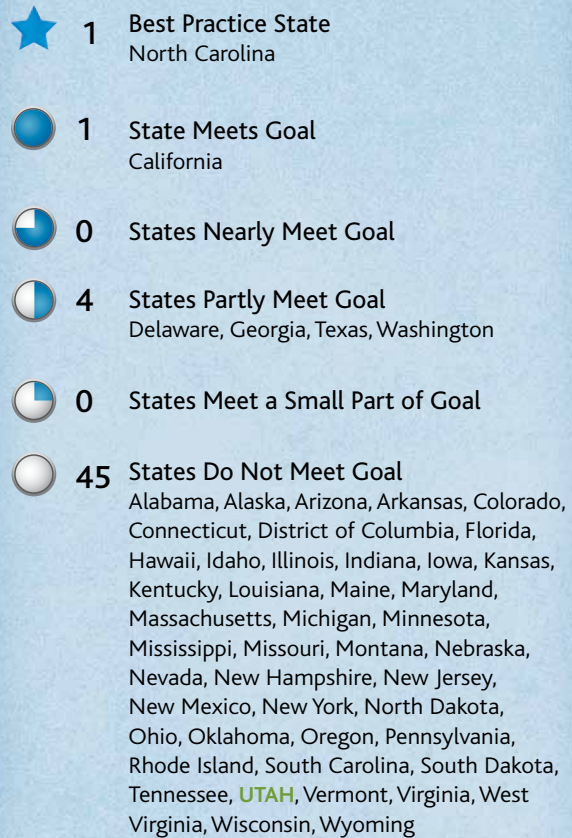 1 Best Practice State
North Carolina
1 State Meets Goal
California
0 States Nearly Meet Goal
4 States Partly Meet Goal
Delaware, Georgia, Texas, Washington
0 States Meet a Small Part of Goal
45 States Do Not Meet Goal
Alabama, Alaska, Arizona, Arkansas, Colorado,
Connecticut, District of Columbia, Florida,
Hawaii, Idaho, Illinois, Indiana, Iowa, Kansas,
Kentucky, Louisiana, Maine, Maryland,
Massachusetts, Michigan, Minnesota,
Mississippi, Missouri, Montana, Nebraska,
Nevada, New Hampshire, New Jersey,
New Mexico, New York, North Dakota,
Ohio, Oklahoma, Oregon, Pennsylvania,
Rhode Island, South Carolina, South Dakota,
Tennessee, UTAH, Vermont, Virginia, West
Virginia, Wisconsin, Wyoming